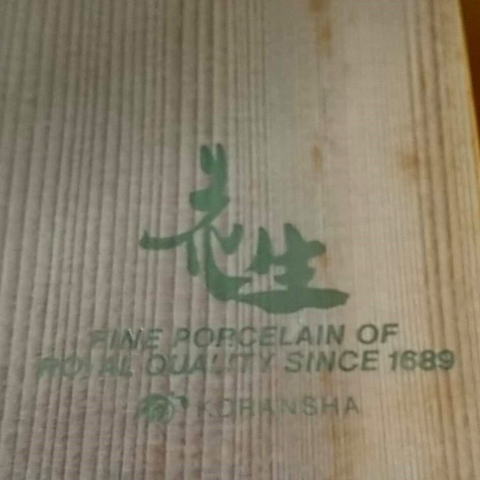 花生
FINE PORCELAIN OF
ROYAL QUALITY SINCE 1689
KORANSHA